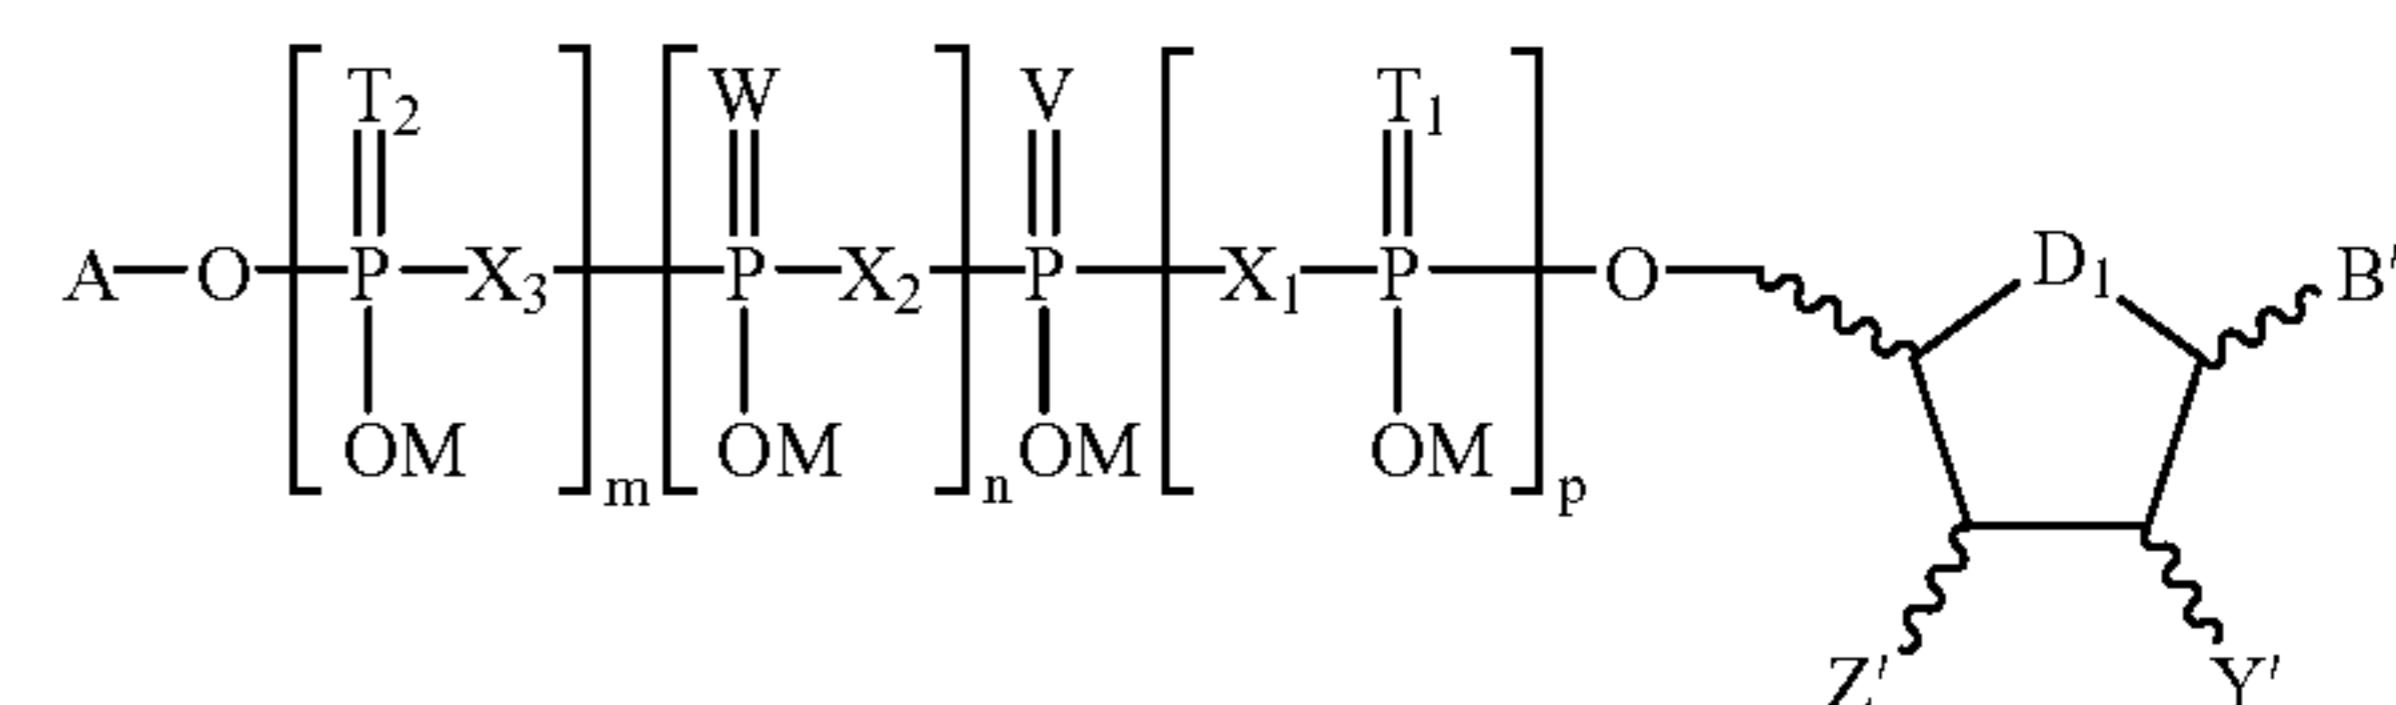 T2 W V T1
A—O P—X3 P—X2 P X1—P O D1 B'
OM m OM n OM OM p
Z' Y'